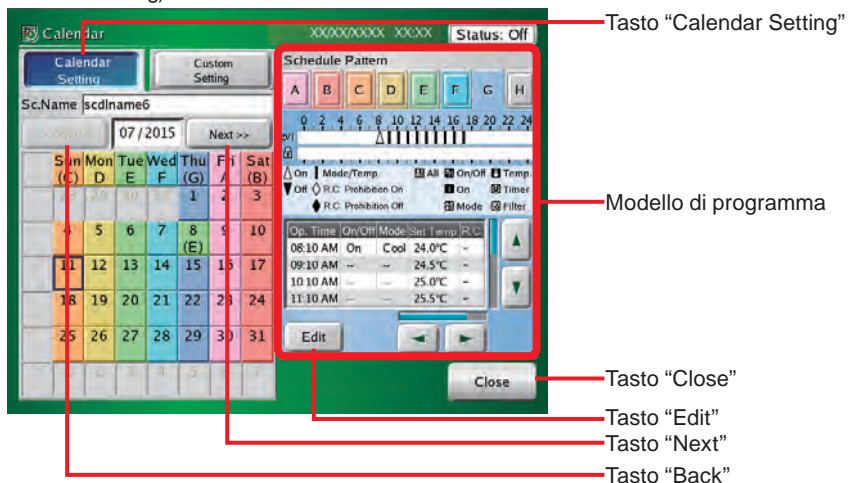 Calendar XX/XX/XXXX XX:XX Status: Off
Tasto “Calendar Setting”
Calendar Setting
Custom Setting
Schedule Pattern
A B C D E F G H
Sc.Name scdlname6
07 / 2015 Next >>
0 2 4 6 8 10 12 14 16 18 20 22 24
Sun Mon Tue Wed Thu Fri Sat
(C) D E F (G) A (B)
1 2 3
4 5 6 7 8 9 10
(E)
11 12 13 14 15 16 17
18 19 20 21 22 23 24
25 26 27 28 29 30 31
On Mode/Temp. All On/Off Temp.
Off R.C. Prohibition On On Timer
R.C. Prohibition Off Mode Filter
Modello di programma
Op. Time On/Off Mode Set Temp. R.C.
08:10 AM On Cool 24.0°C -
09:10 AM -- -- 24.5°C -
10:10 AM -- -- 25.0°C -
11:10 AM -- -- 25.5°C -
Edit
Close
Tasto “Close”
Tasto “Edit”
Tasto “Next”
Tasto “Back”